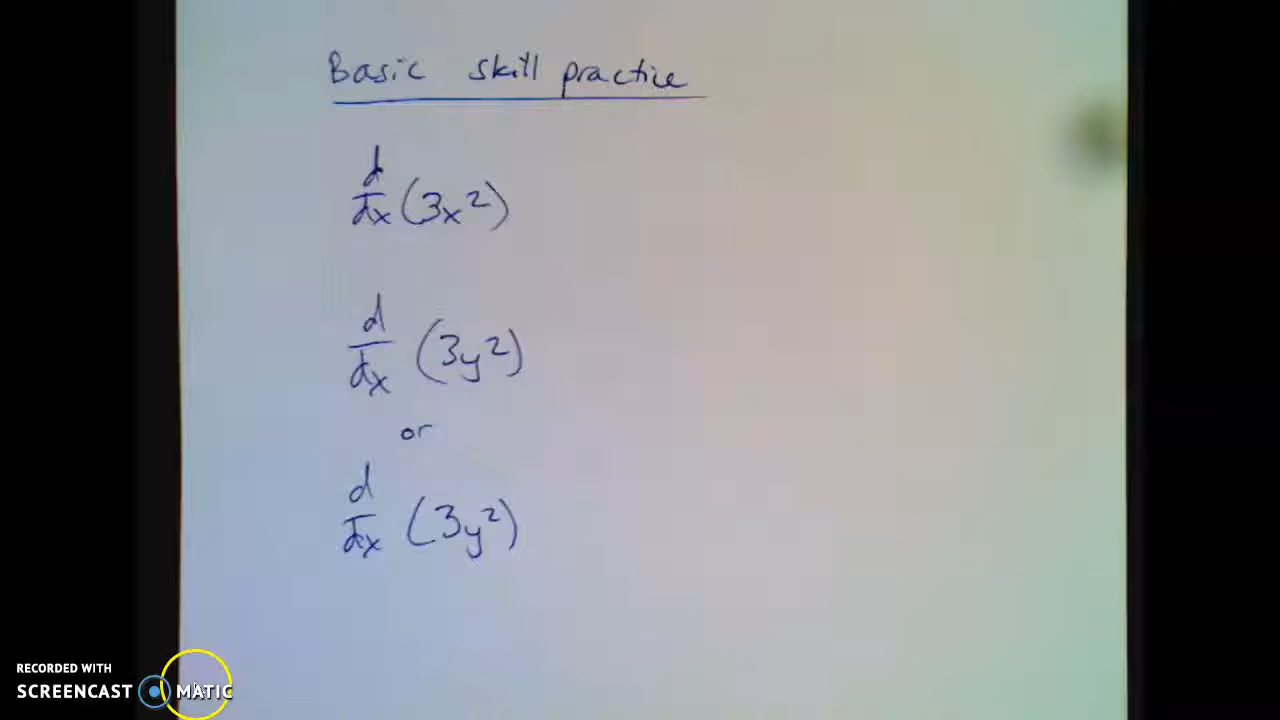 Basic skill practice
d/dx (3x²)
d/dx (3y²)
or
d/dx (3y²)
RECORDED WITH
SCREENCAST MATIC